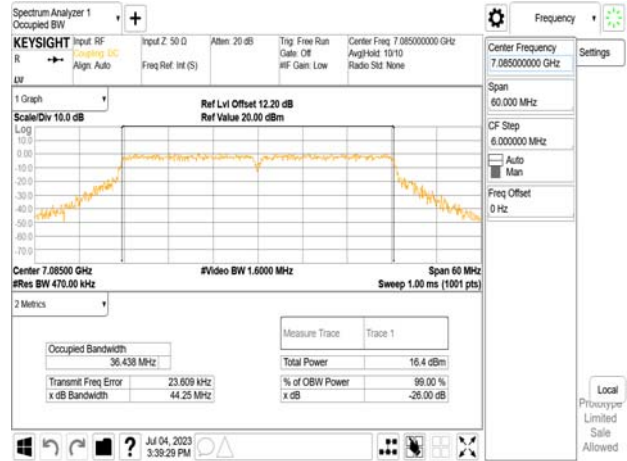 Spectrum Analyzer 1
Occupied BW
Frequency
Settings
KEYSIGHT
R
Input: RF
Coupling: DC
Align: Auto
Input Z: 50 Ω
Freq Ref: Int (S)
Atten: 20 dB
Trig: Free Run
Gate: Off
#IF Gain: Low
Center Freq: 7.085000000 GHz
Avg|Hold: 10/10
Radio Std: None
LXI
1 Graph
Scale/Div 10.0 dB
Ref Lvl Offset 12.20 dB
Ref Value 20.00 dBm
Log
10.0
0.00
-10.0
-20.0
-30.0
-40.0
-50.0
-60.0
-70.0
Center 7.08500 GHz
#Res BW 470.00 kHz
#Video BW 1.6000 MHz
Span 60 MHz
Sweep 1.00 ms (1001 pts)
2 Metrics
Measure Trace
Trace 1
Occupied Bandwidth
36.438 MHz
Total Power
16.4 dBm
Transmit Freq Error
23.609 kHz
% of OBW Power
99.00 %
x dB Bandwidth
44.25 MHz
x dB
-26.00 dB
Center Frequency
7.085000000 GHz
Span
60.000 MHz
CF Step
6.000000 MHz
Auto
Man
Freq Offset
0 Hz
Local
Prototype
Limited
Sale
Allowed
Jul 04, 2023
3:39:29 PM